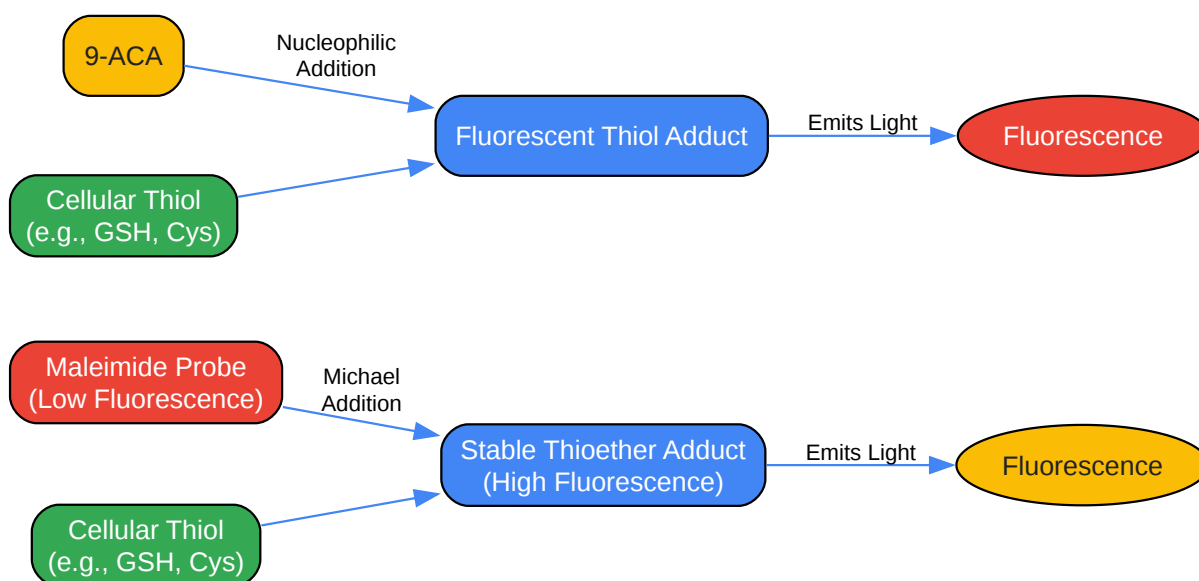 9-ACA
Nucleophilic
Addition
Cellular Thiol
(e.g., GSH, Cys)
Fluorescent Thiol Adduct
Emits Light
Fluorescence
Maleimide Probe
(Low Fluorescence)
Michael
Addition
Cellular Thiol
(e.g., GSH, Cys)
Stable Thioether Adduct
(High Fluorescence)
Emits Light
Fluorescence